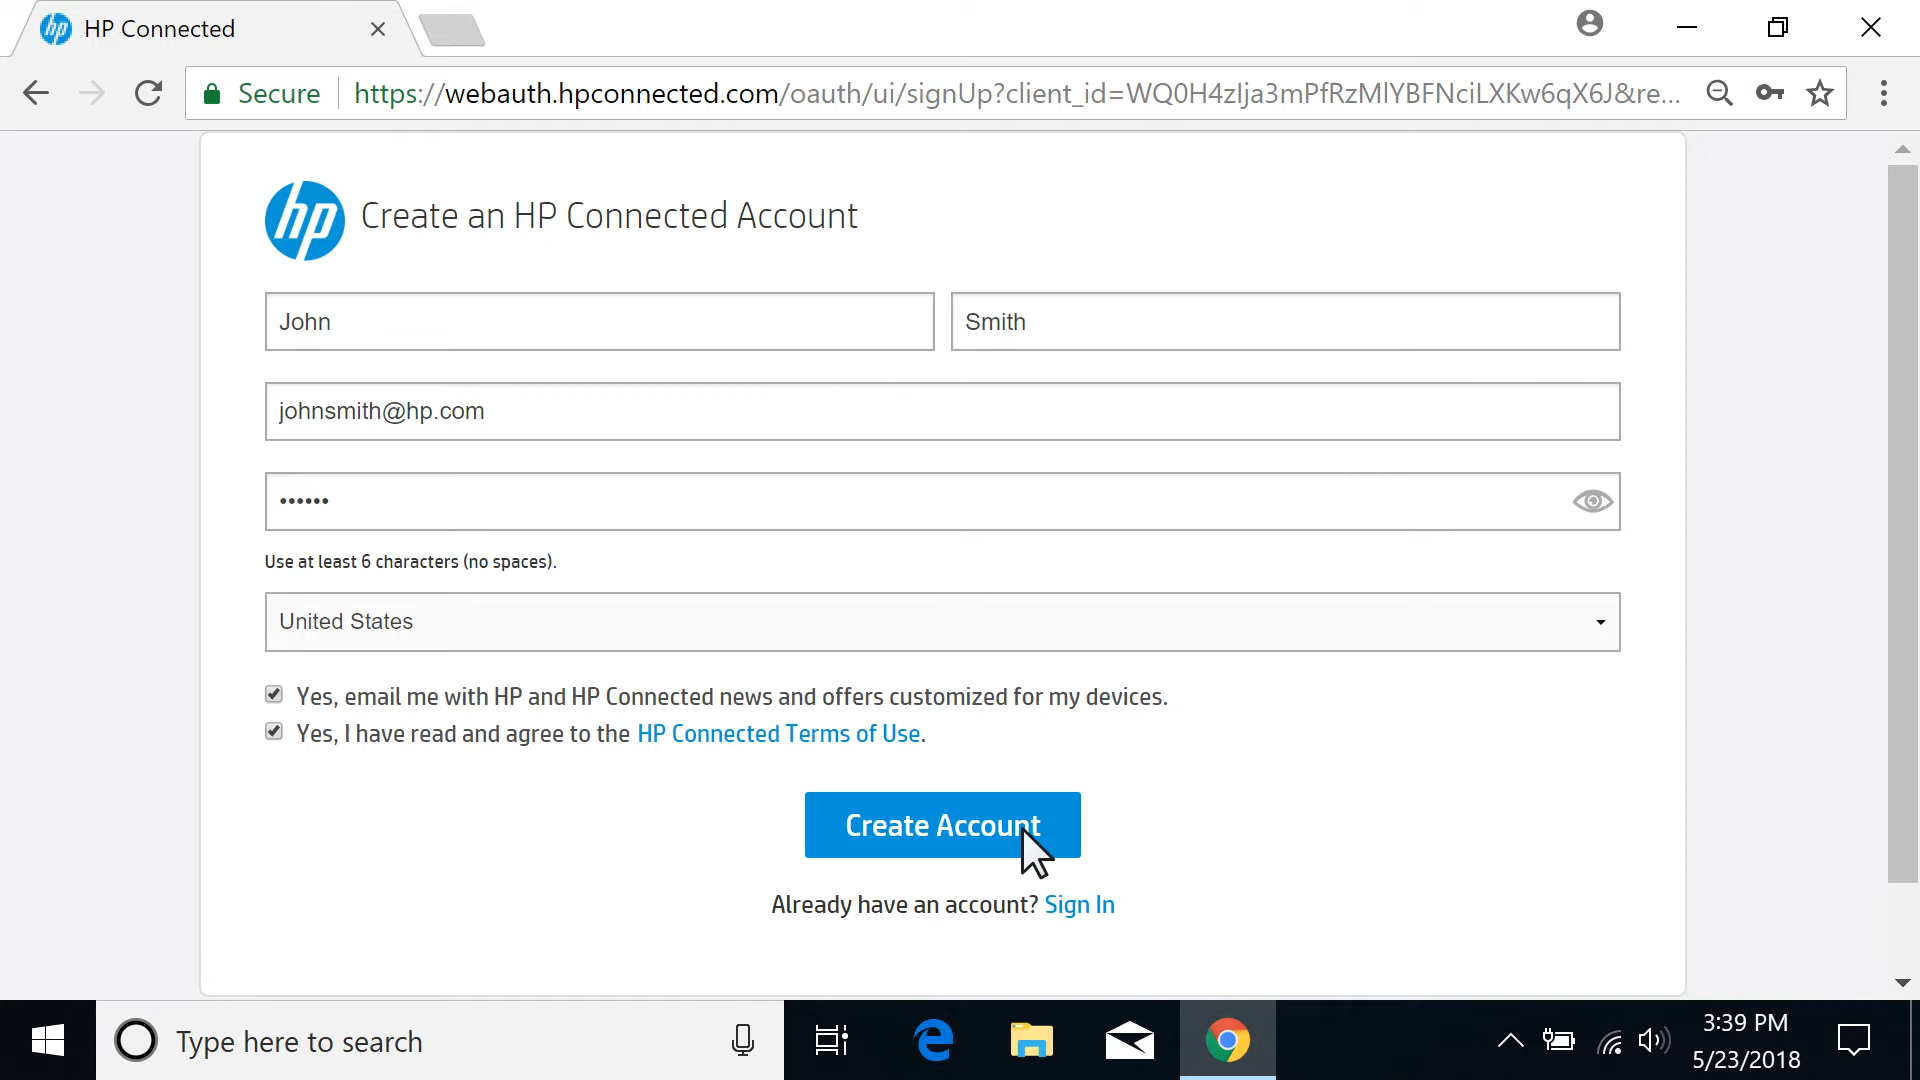 HP Connected
Secure
https://webauth.hpconnected.com/oauth/ui/signUp?client_id=WQ0H4zIja3mPfRzMlYBFNciLXKw6qX6J&re...
hp
Create an HP Connected Account
John
Smith
johnsmith@hp.com
••••••
Use at least 6 characters (no spaces).
United States
Yes, email me with HP and HP Connected news and offers customized for my devices.
Yes, I have read and agree to the HP Connected Terms of Use.
Create Account
Already have an account? Sign In
Type here to search
3:39 PM
5/23/2018